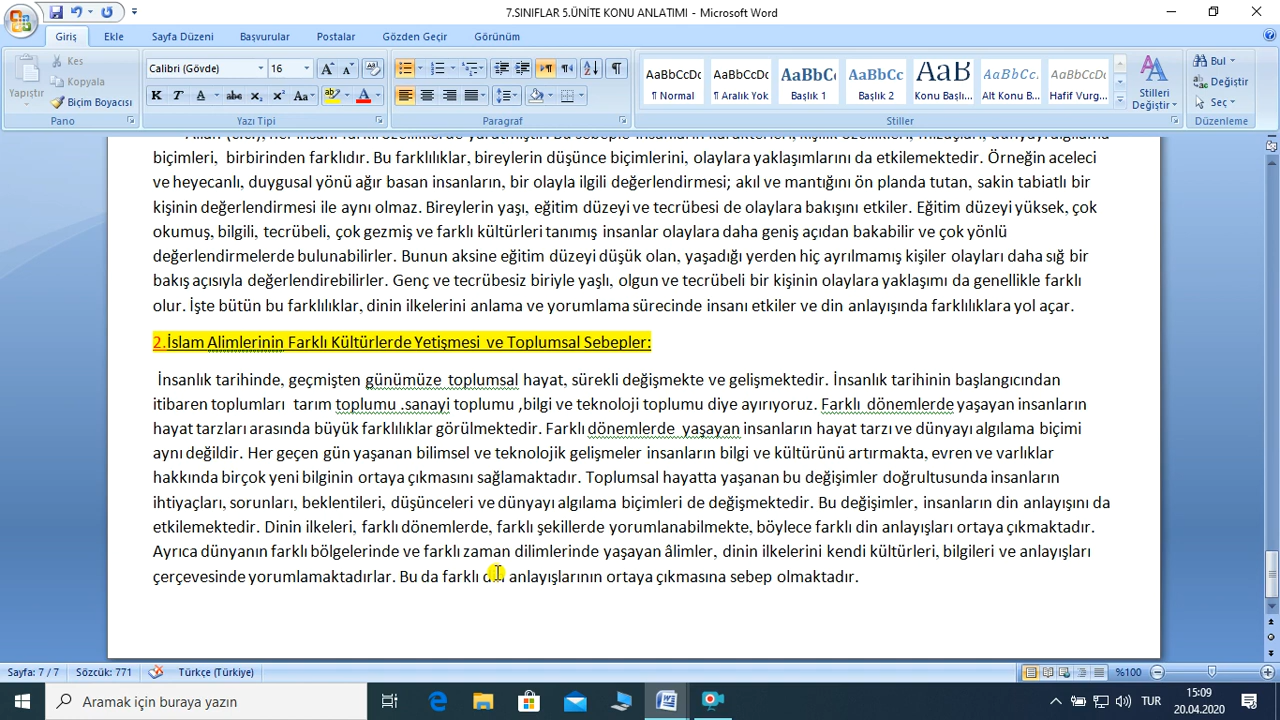 7.SINIFLAR 5.ÜNİTE KONU ANLATIMI - Microsoft Word
Giriş Ekle Sayfa Düzeni Başvurular Postalar Gözden Geçir Görünüm
Yapıştır
Kes
Kopyala
Biçim Boyacısı
Pano
Calibri (Gövde) 16
K T A abc x₂ x² Aa
Yazı Tipi
Paragraf
AaBbCcDc AaBbCcDc AaBbCc AaBbCc AaB AaBbCcL AaBbCcDc
¶ Normal ¶ Aralık Yok Başlık 1 Başlık 2 Konu Başlı... Alt Konu B... Hafif Vurg...
Stilleri Değiştir
Stiller
Bul
Değiştir
Seç
Düzenleme
biçimleri, birbirinden farklıdır. Bu farklılıklar, bireylerin düşünce biçimlerini, olaylara yaklaşımlarını da etkilemektedir. Örneğin aceleci
ve heyecanlı, duygusal yönü ağır basan insanların, bir olayla ilgili değerlendirmesi; akıl ve mantığını ön planda tutan, sakin tabiatlı bir
kişinin değerlendirmesi ile aynı olmaz. Bireylerin yaşı, eğitim düzeyi ve tecrübesi de olaylara bakışını etkiler. Eğitim düzeyi yüksek, çok
okumuş, bilgili, tecrübeli, çok gezmiş ve farklı kültürleri tanımış insanlar olaylara daha geniş açıdan bakabilir ve çok yönlü
değerlendirmelerde bulunabilirler. Bunun aksine eğitim düzeyi düşük olan, yaşadığı yerden hiç ayrılmamış kişiler olayları daha sığ bir
bakış açısıyla değerlendirebilirler. Genç ve tecrübesiz biriyle yaşlı, olgun ve tecrübeli bir kişinin olaylara yaklaşımı da genellikle farklı
olur. İşte bütün bu farklılıklar, dinin ilkelerini anlama ve yorumlama sürecinde insanı etkiler ve din anlayışında farklılıklara yol açar.
2.İslam Alimlerinin Farklı Kültürlerde Yetişmesi ve Toplumsal Sebepler:
İnsanlık tarihinde, geçmişten günümüze toplumsal hayat, sürekli değişmekte ve gelişmektedir. İnsanlık tarihinin başlangıcından
itibaren toplumları tarım toplumu .sanayi toplumu ,bilgi ve teknoloji toplumu diye ayırıyoruz. Farklı dönemlerde yaşayan insanların
hayat tarzları arasında büyük farklılıklar görülmektedir. Farklı dönemlerde yaşayan insanların hayat tarzı ve dünyayı algılama biçimi
aynı değildir. Her geçen gün yaşanan bilimsel ve teknolojik gelişmeler insanların bilgi ve kültürünü artırmakta, evren ve varlıklar
hakkında birçok yeni bilginin ortaya çıkmasını sağlamaktadır. Toplumsal hayatta yaşanan bu değişimler doğrultusunda insanların
ihtiyaçları, sorunları, beklentileri, düşünceleri ve dünyayı algılama biçimleri de değişmektedir. Bu değişimler, insanların din anlayışını da
etkilemektedir. Dinin ilkeleri, farklı dönemlerde, farklı şekillerde yorumlanabilmekte, böylece farklı din anlayışları ortaya çıkmaktadır.
Ayrıca dünyanın farklı bölgelerinde ve farklı zaman dilimlerinde yaşayan âlimler, dinin ilkelerini kendi kültürleri, bilgileri ve anlayışları
çerçevesinde yorumlamaktadırlar. Bu da farklı din anlayışlarının ortaya çıkmasına sebep olmaktadır.
Sayfa: 7 / 7 Sözcük: 771 Türkçe (Türkiye) %100
Aramak için buraya yazın
TUR
15:09
20.04.2020